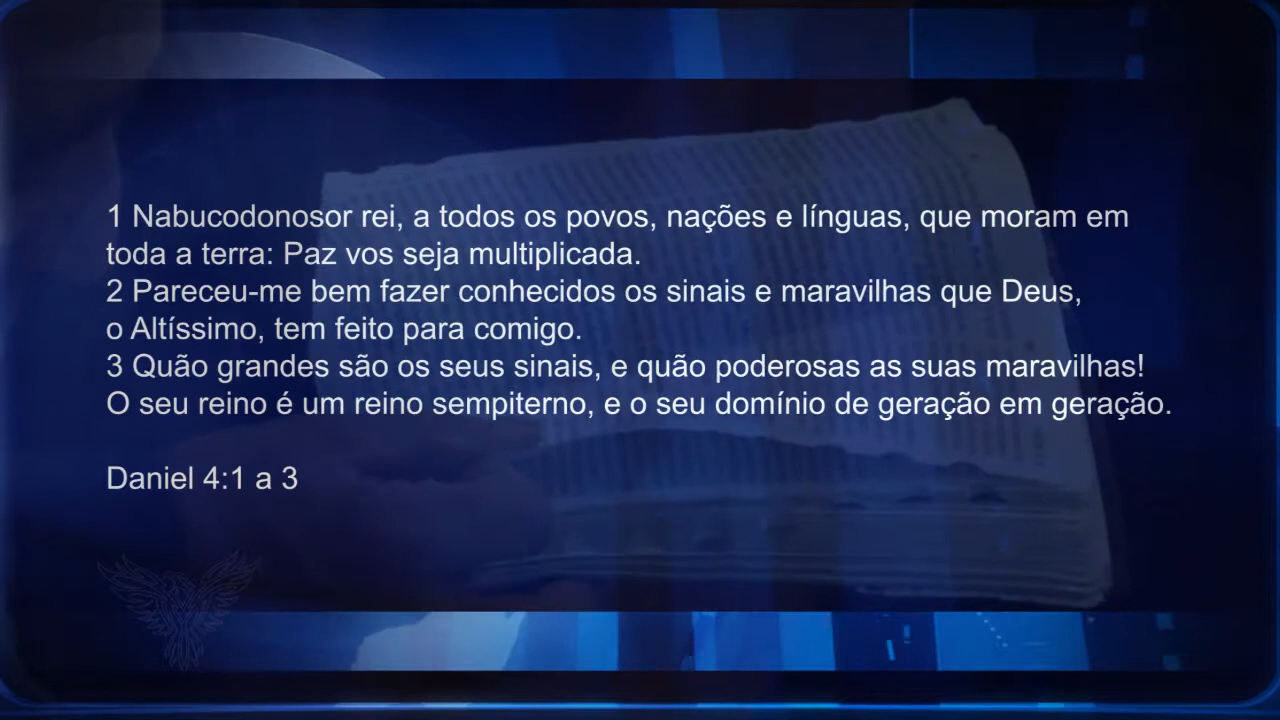 1 Nabucodonosor rei, a todos os povos, nações e línguas, que moram em
toda a terra: Paz vos seja multiplicada.
2 Pareceu-me bem fazer conhecidos os sinais e maravilhas que Deus,
o Altíssimo, tem feito para comigo.
3 Quão grandes são os seus sinais, e quão poderosas as suas maravilhas!
O seu reino é um reino sempiterno, e o seu domínio de geração em geração.
Daniel 4:1 a 3